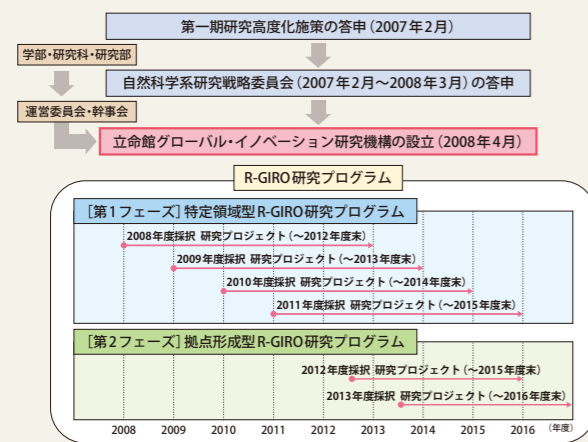 第一期研究高度化施策の答申（2007年2月）
学部・研究科・研究部
自然科学系研究戦略委員会（2007年2月〜2008年3月）の答申
運営委員会・幹事会
立命館グローバル・イノベーション研究機構の設立（2008年4月）
R-GIRO研究プログラム
［第1フェーズ］特定領域型R-GIRO研究プログラム
2008年度採択 研究プロジェクト（〜2012年度末）
2009年度採択 研究プロジェクト（〜2013年度末）
2010年度採択 研究プロジェクト（〜2014年度末）
2011年度採択 研究プロジェクト（〜2015年度末）
［第2フェーズ］拠点形成型R-GIRO研究プログラム
2012年度採択 研究プロジェクト（〜2015年度末）
2013年度採択 研究プロジェクト（〜2016年度末）
2008 2009 2010 2011 2012 2013 2014 2015 2016 （年度）